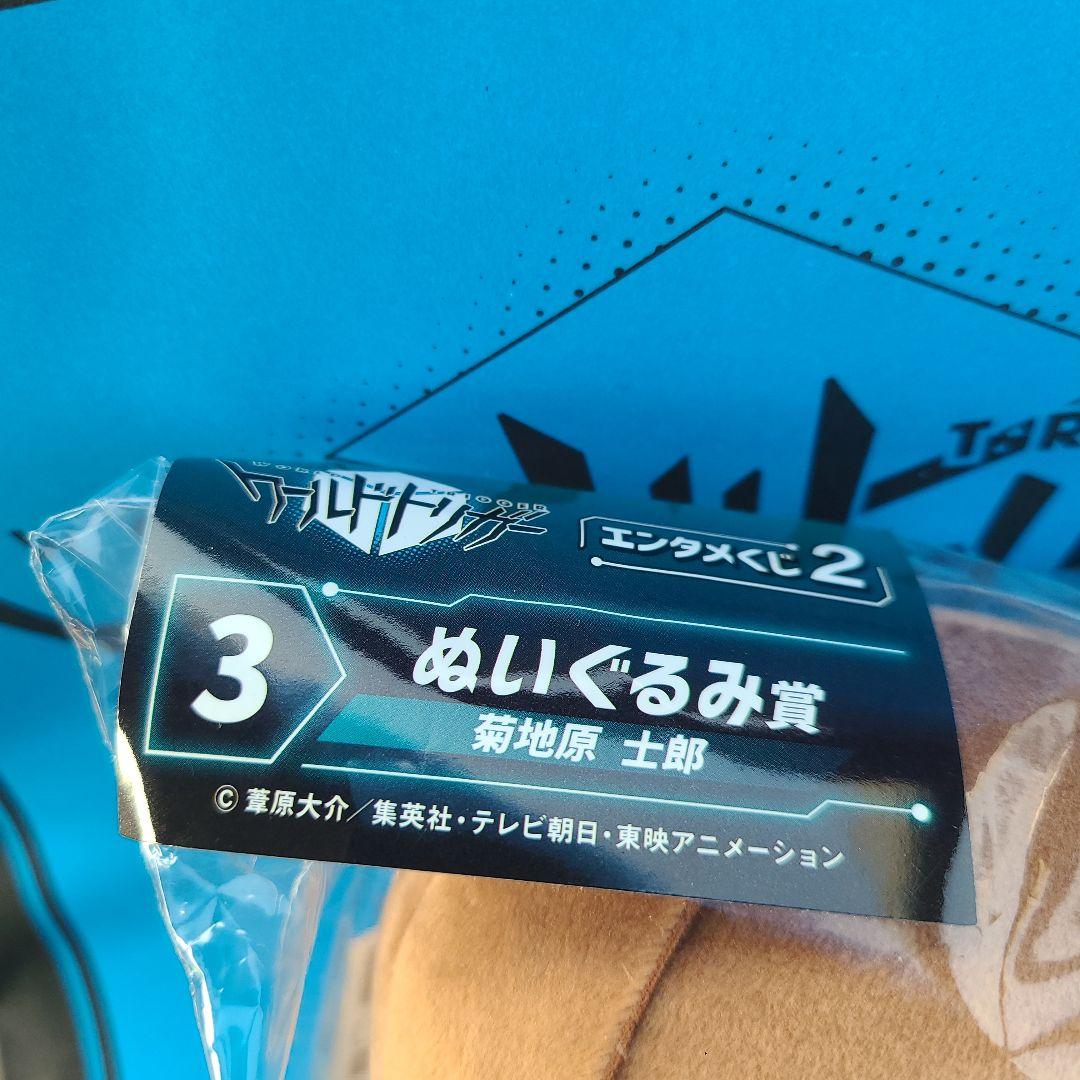 TSR
ワールドトリガー
エンタメくじ2
3
ぬいぐるみ賞
菊地原 士郎
© 葦原大介／集英社・テレビ朝日・東映アニメーション